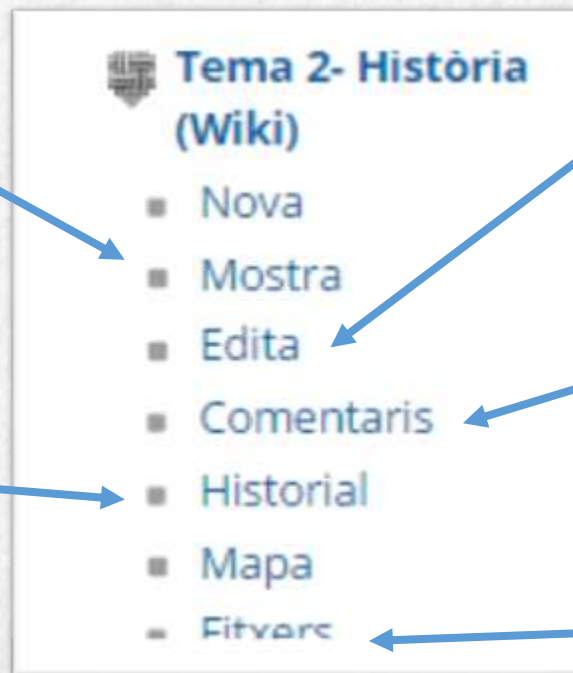 Tema 2- Història
(Wiki)
Nova
Mostra
Edita
Comentaris
Historial
Mapa
Fitxers